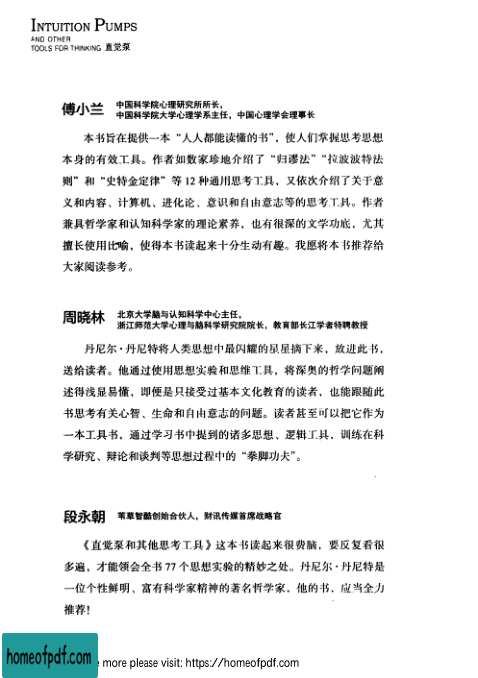 INTUITION PUMPS
AND OTHER
TOOLS FOR THINKING 直觉泵
傅小兰 中国科学院心理研究所所长，
中国科学院大学心理学系主任，中国心理学会理事长
本书旨在提供一本“人人都能读懂的书”，使人们掌握思考思想
本身的有效工具。作者如数家珍地介绍了“归谬法”“拉波波特法
则”和“史特金定律”等 12 种通用思考工具，又依次介绍了关于意
义和内容、计算机、进化论、意识和自由意志等的思考工具。作者
兼具哲学家和认知科学家的理论素养，也有很深的文学功底，尤其
擅长使用比喻，使得本书读起来十分生动有趣。我愿将本书推荐给
大家阅读参考。
周晓林 北京大学脑与认知科学中心主任，
浙江师范大学心理与脑科学研究院院长，教育部长江学者特聘教授
丹尼尔·丹尼特将人类思想中最闪耀的星星摘下来，放进此书，
送给读者。他通过使用思想实验和思维工具，将深奥的哲学问题阐
述得浅显易懂，即便是只接受过基本文化教育的读者，也能跟随此
书思考有关心智、生命和自由意志的问题。读者甚至可以把它作为
一本工具书，通过学习书中提到的诸多思想、逻辑工具，训练在科
学研究、辩论和谈判等思想过程中的“拳脚功夫”。
段永朝 苇草智酷创始合伙人，财讯传媒首席战略官
《直觉泵和其他思考工具》这本书读起来很费脑，要反复看很
多遍，才能领会全书 77 个思想实验的精妙之处。丹尼尔·丹尼特是
一位个性鲜明、富有科学家精神的著名哲学家，他的书，应当全力
推荐！
homeofpdf.com
more please visit: https://homeofpdf.com